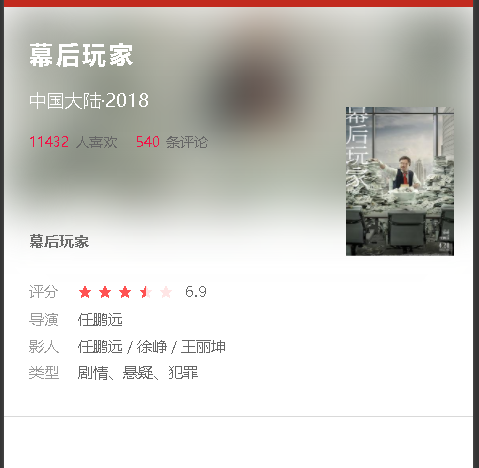 幕后玩家
中国大陆·2018
11432 人喜欢 540 条评论
幕后玩家
幕后玩家
评分 6.9
导演 任鹏远
影人 任鹏远 / 徐峥 / 王丽坤
类型 剧情、悬疑、犯罪